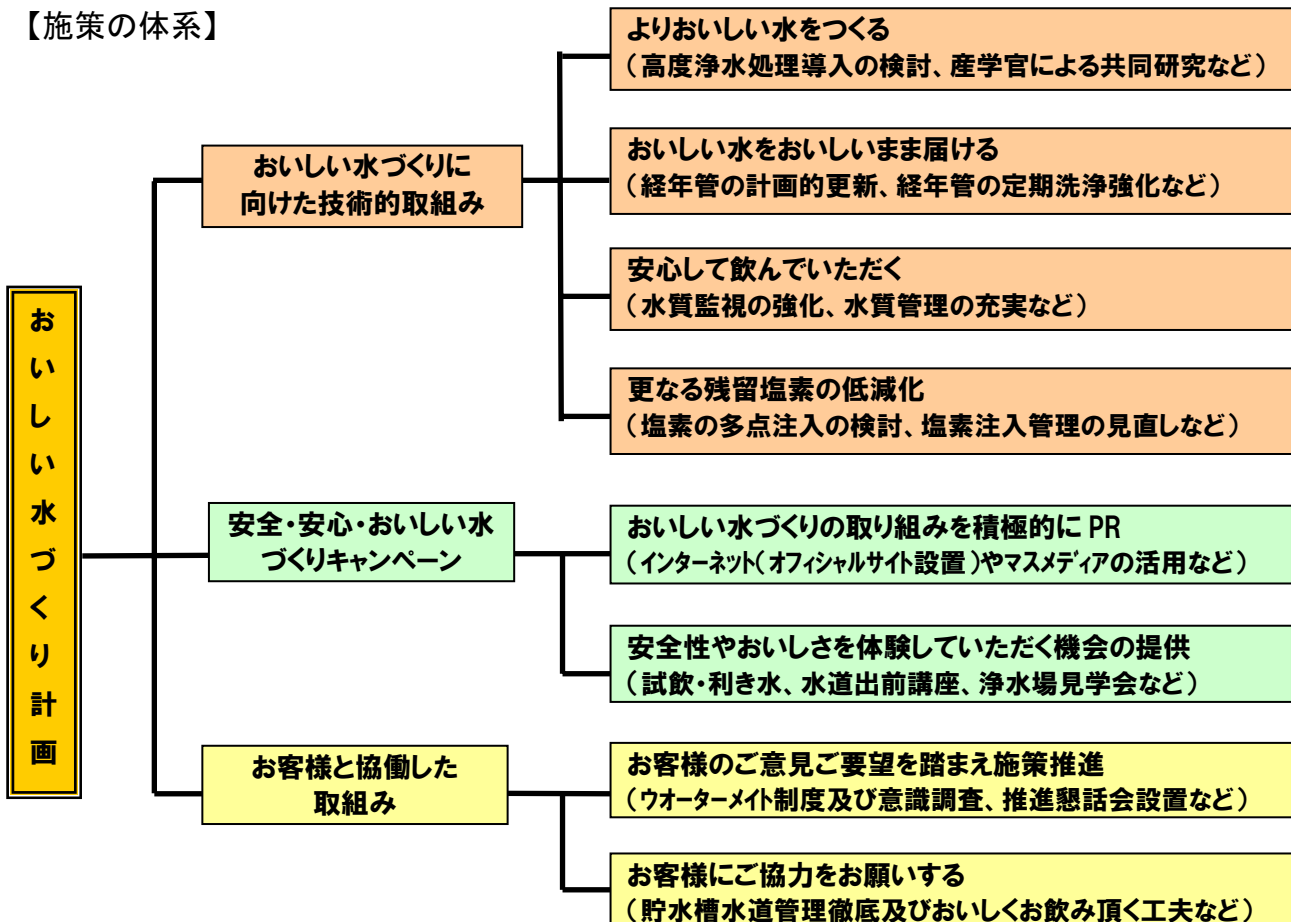 【施策の体系】
おいしい水づくり計画
おいしい水づくりに
向けた技術的取組み
よりおいしい水をつくる
（高度浄水処理導入の検討、産学官による共同研究など）
おいしい水をおいしいまま届ける
（経年管の計画的更新、経年管の定期洗浄強化など）
安心して飲んでいただく
（水質監視の強化、水質管理の充実など）
更なる残留塩素の低減化
（塩素の多点注入の検討、塩素注入管理の見直しなど）
安全・安心・おいしい水
づくりキャンペーン
おいしい水づくりの取り組みを積極的に PR
（インターネット（オフィシャルサイト設置）やマスメディアの活用など）
安全性やおいしさを体験していただく機会の提供
（試飲・利き水、水道出前講座、浄水場見学会など）
お客様と協働した
取組み
お客様のご意見ご要望を踏まえ施策推進
（ウオーターメイト制度及び意識調査、推進懇話会設置など）
お客様にご協力をお願いする
（貯水槽水道管理徹底及びおいしくお飲み頂く工夫など）